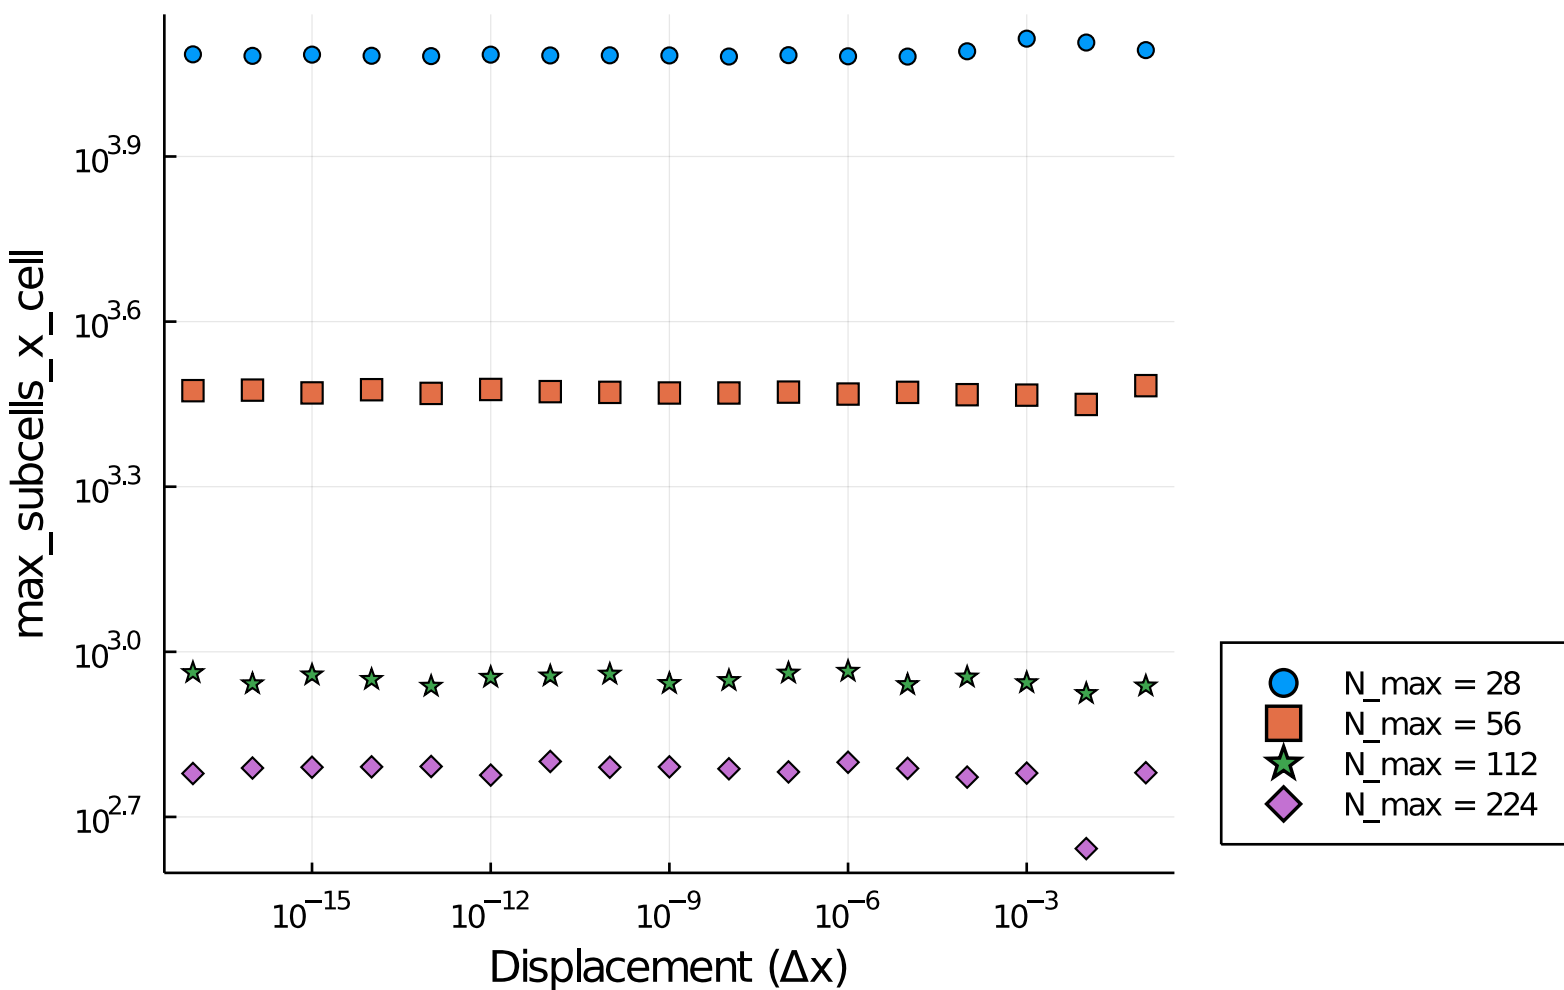 max_subcells_x_cell
10^3.9
10^3.6
10^3.3
10^3.0
10^2.7
10^−15
10^−12
10^−9
10^−6
10^−3
Displacement (Δx)
N_max = 28
N_max = 56
N_max = 112
N_max = 224